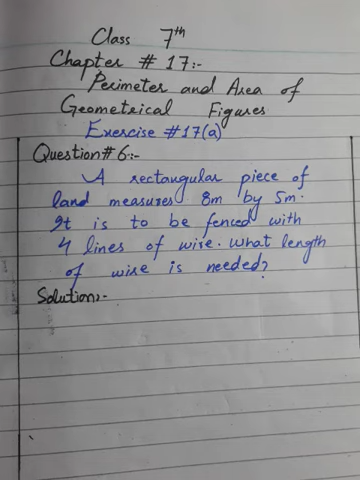 Class 7th
Chapter # 17:-
Perimeter and Area of
Geometrical Figures
Exercise #17(a)
Question#6:-
A rectangular piece of
land measures 8m by 5m.
It is to be fenced with
4 lines of wire. What length
of wire is needed?
Solution:-